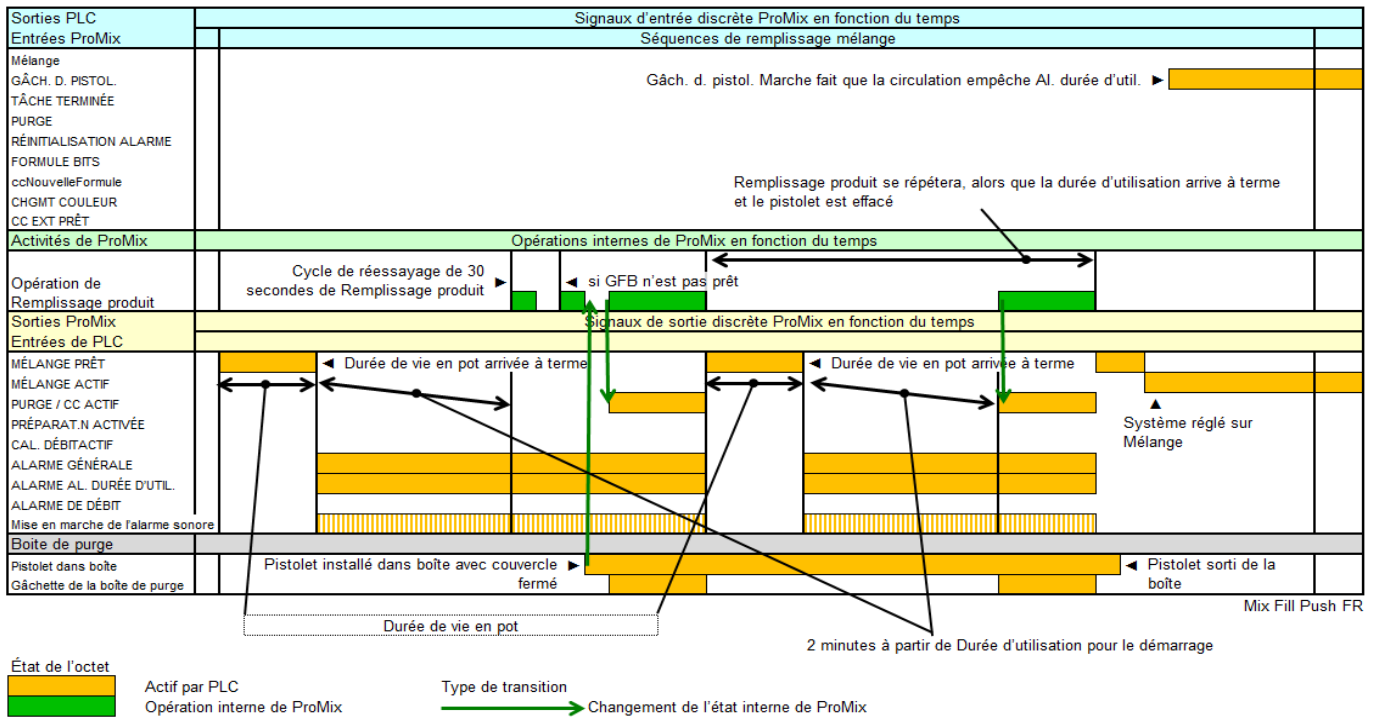 Sorties PLC
Signaux d'entrée discrète ProMix en fonction du temps
Entrées ProMix
Séquences de remplissage mélange
Mélange
GÂCH. D. PISTOL.
Gâch. d. pistol. Marche fait que la circulation empêche Al. durée d'util. ►
TÂCHE TERMINÉE
PURGE
RÉINITIALISATION ALARME
FORMULE BITS
ccNouvelleFormule
CHGMT COULEUR
CC EXT PRÊT
Remplissage produit se répétera, alors que la durée d'utilisation arrive à terme
et le pistolet est effacé
Activités de ProMix
Opérations internes de ProMix en fonction du temps
Opération de
Remplissage produit
Cycle de réessayage de 30
secondes de Remplissage produit ►
◄ si GFB n'est pas prêt
Sorties ProMix
Signaux de sortie discrète ProMix en fonction du temps
Entrées de PLC
MÉLANGE PRÊT
◄ Durée de vie en pot arrivée à terme
◄ Durée de vie en pot arrivée à terme
MÉLANGE ACTIF
PURGE / CC ACTIF
▲
Système réglé sur
Mélange
PRÉPARAT.N ACTIVÉE
CAL. DÉBITACTIF
ALARME GÉNÉRALE
ALARME AL. DURÉE D'UTIL.
ALARME DE DÉBIT
Mise en marche de l'alarme sonore
Boite de purge
Pistolet dans boîte
Pistolet installé dans boîte avec couvercle ►
fermé
◄ Pistolet sorti de la
boîte
Gâchette de la boîte de purge
Mix Fill Push FR
Durée de vie en pot
2 minutes à partir de Durée d'utilisation pour le démarrage
État de l'octet
Actif par PLC
Opération interne de ProMix
Type de transition
Changement de l'état interne de ProMix